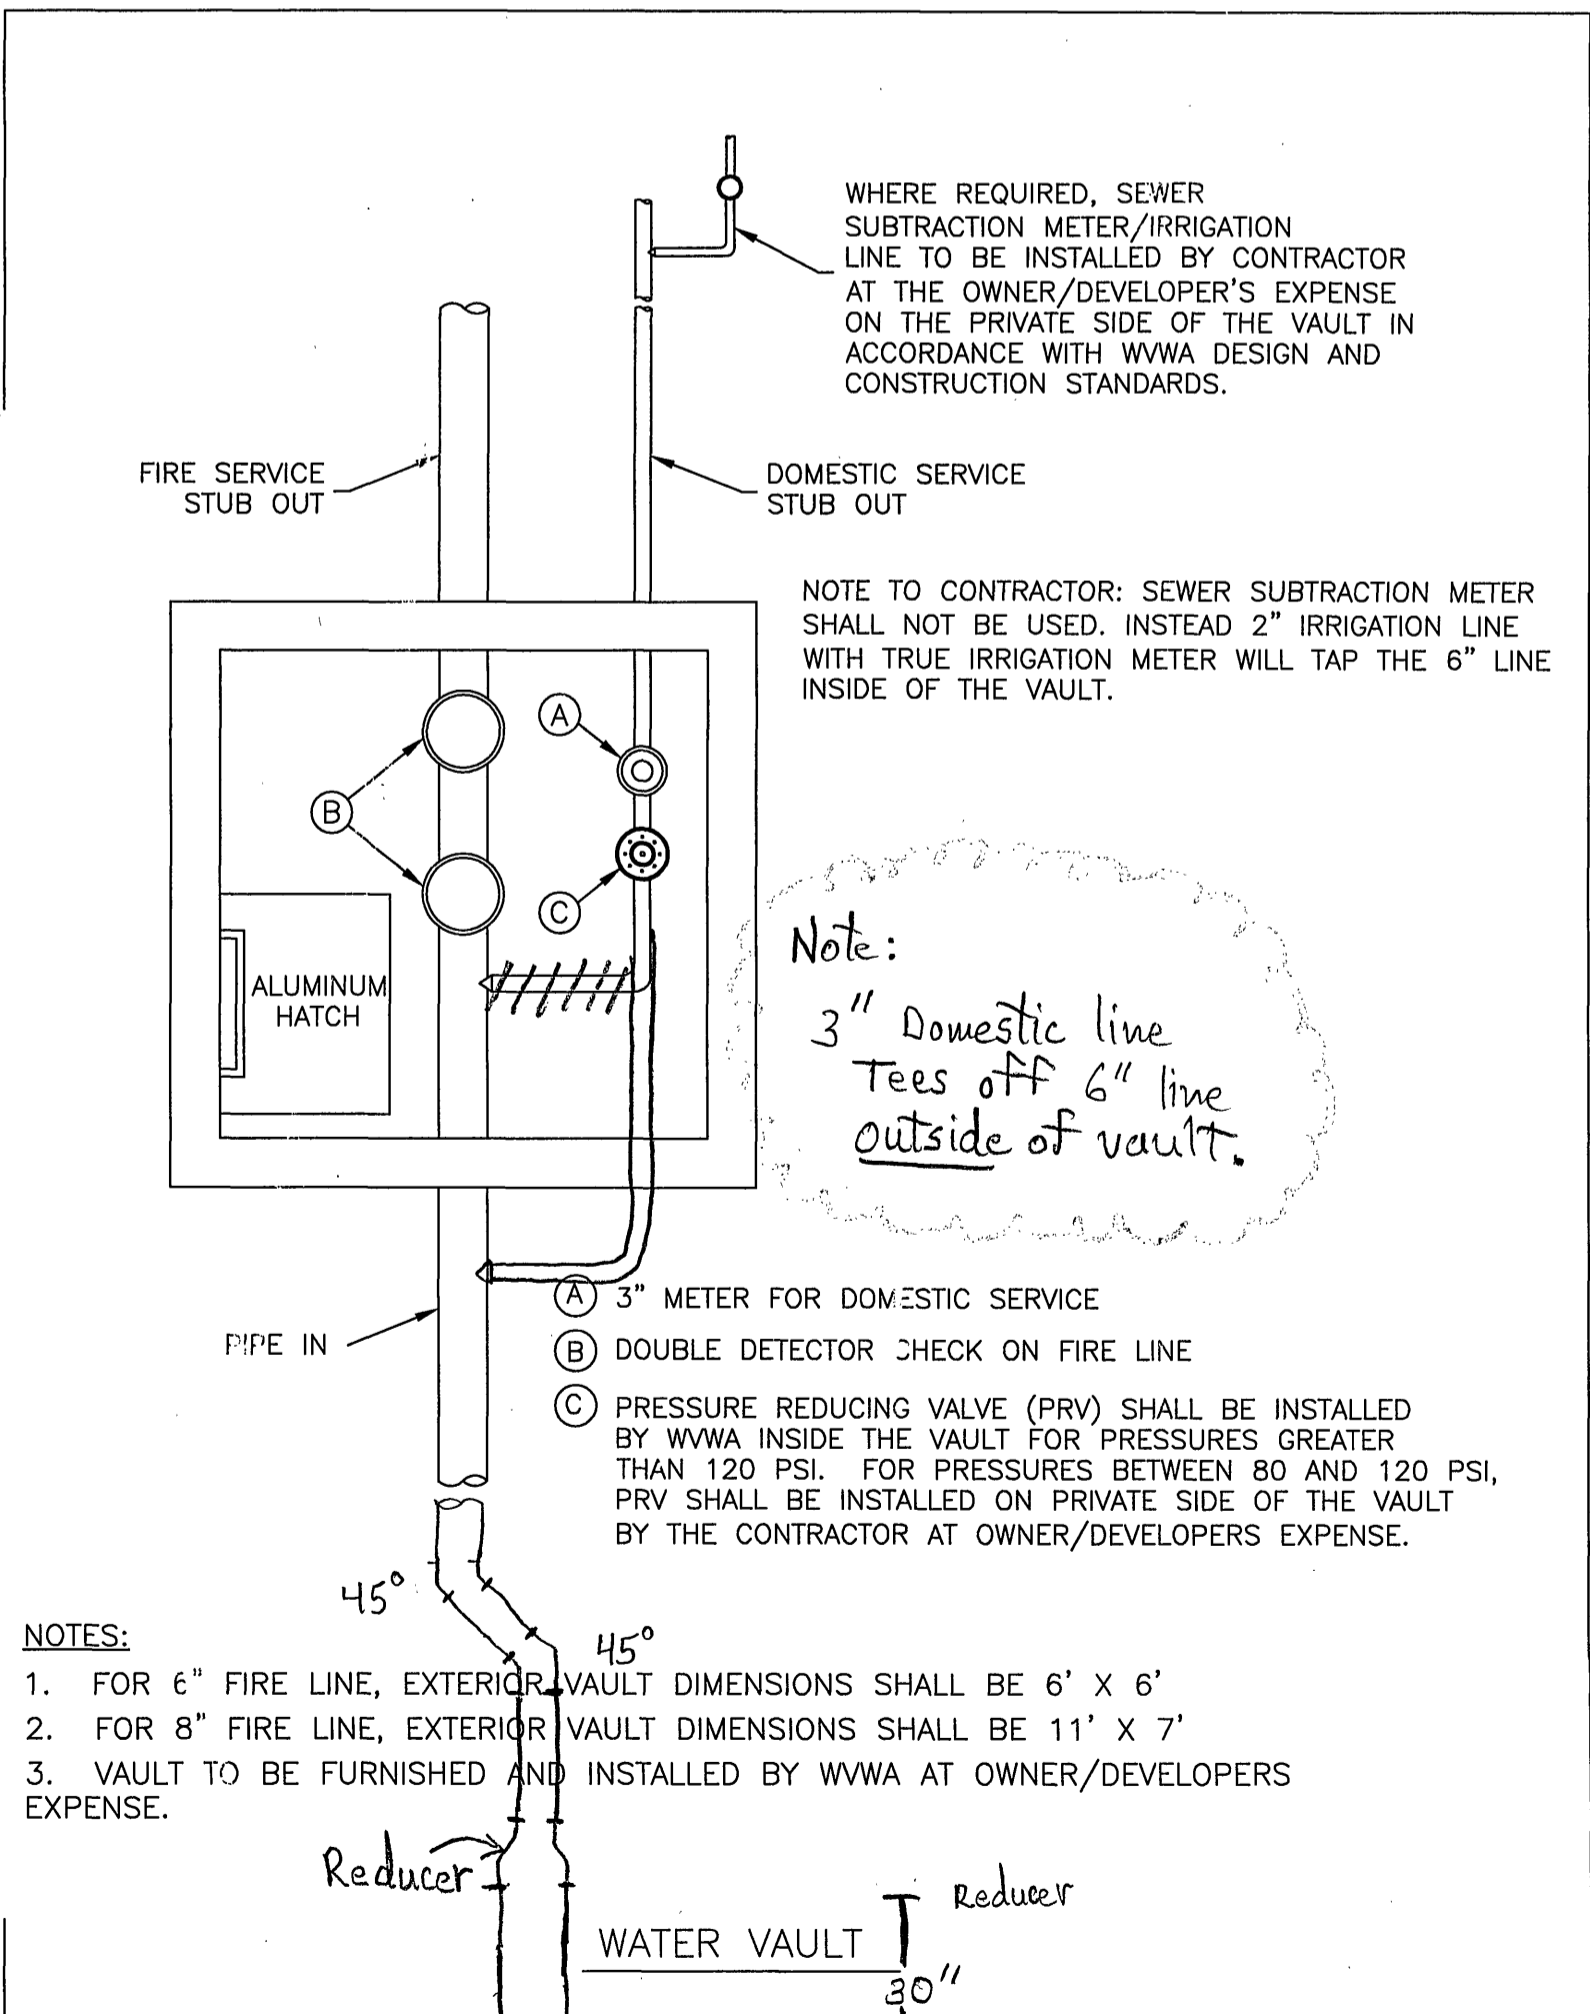 WHERE REQUIRED, SEWER
SUBTRACTION METER/IRRIGATION
LINE TO BE INSTALLED BY CONTRACTOR
AT THE OWNER/DEVELOPER'S EXPENSE
ON THE PRIVATE SIDE OF THE VAULT IN
ACCORDANCE WITH WVWA DESIGN AND
CONSTRUCTION STANDARDS.
FIRE SERVICE
STUB OUT
DOMESTIC SERVICE
STUB OUT
NOTE TO CONTRACTOR: SEWER SUBTRACTION METER
SHALL NOT BE USED. INSTEAD 2" IRRIGATION LINE
WITH TRUE IRRIGATION METER WILL TAP THE 6" LINE
INSIDE OF THE VAULT.
A
B
C
ALUMINUM
HATCH
Note:
3" Domestic line
Tees off 6" line
outside of vault.
PIPE IN
A 3" METER FOR DOMESTIC SERVICE
B DOUBLE DETECTOR CHECK ON FIRE LINE
C PRESSURE REDUCING VALVE (PRV) SHALL BE INSTALLED
BY WVWA INSIDE THE VAULT FOR PRESSURES GREATER
THAN 120 PSI. FOR PRESSURES BETWEEN 80 AND 120 PSI,
PRV SHALL BE INSTALLED ON PRIVATE SIDE OF THE VAULT
BY THE CONTRACTOR AT OWNER/DEVELOPERS EXPENSE.
45°
45°
NOTES:
1. FOR 6" FIRE LINE, EXTERIOR VAULT DIMENSIONS SHALL BE 6' X 6'
2. FOR 8" FIRE LINE, EXTERIOR VAULT DIMENSIONS SHALL BE 11' X 7'
3. VAULT TO BE FURNISHED AND INSTALLED BY WVWA AT OWNER/DEVELOPERS
EXPENSE.
Reducer
Reducer
WATER VAULT
30"